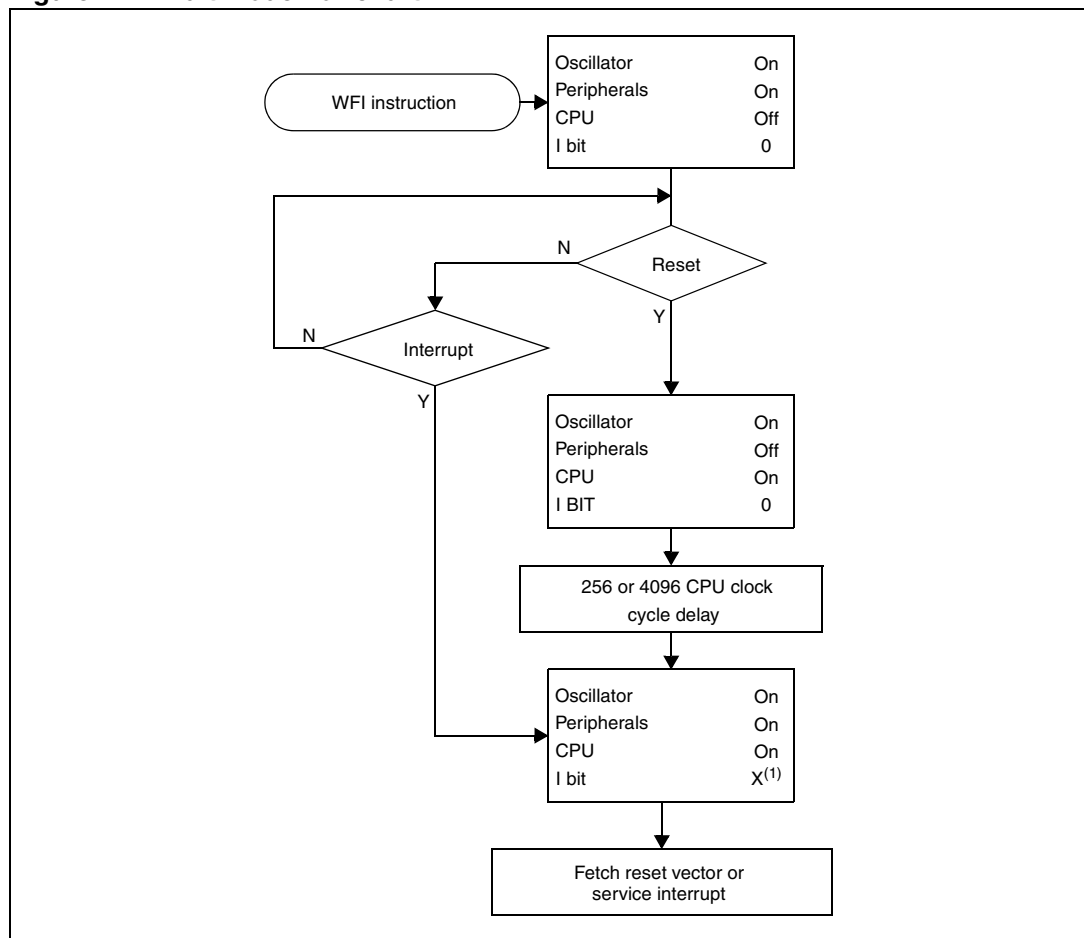 WFI instruction
Oscillator On
Peripherals On
CPU Off
I bit 0
N
Reset
Y
N
Interrupt
Y
Oscillator On
Peripherals Off
CPU On
I BIT 0
256 or 4096 CPU clock
cycle delay
Oscillator On
Peripherals On
CPU On
I bit X(1)
Fetch reset vector or
service interrupt